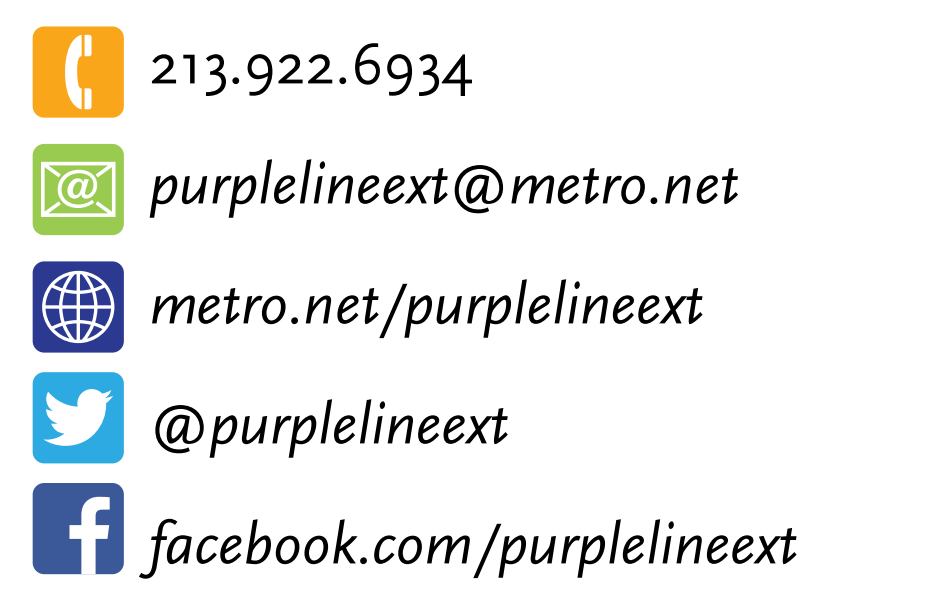 213.922.6934
purplelineext@metro.net
metro.net/purplelineext
@purplelineext
facebook.com/purplelineext